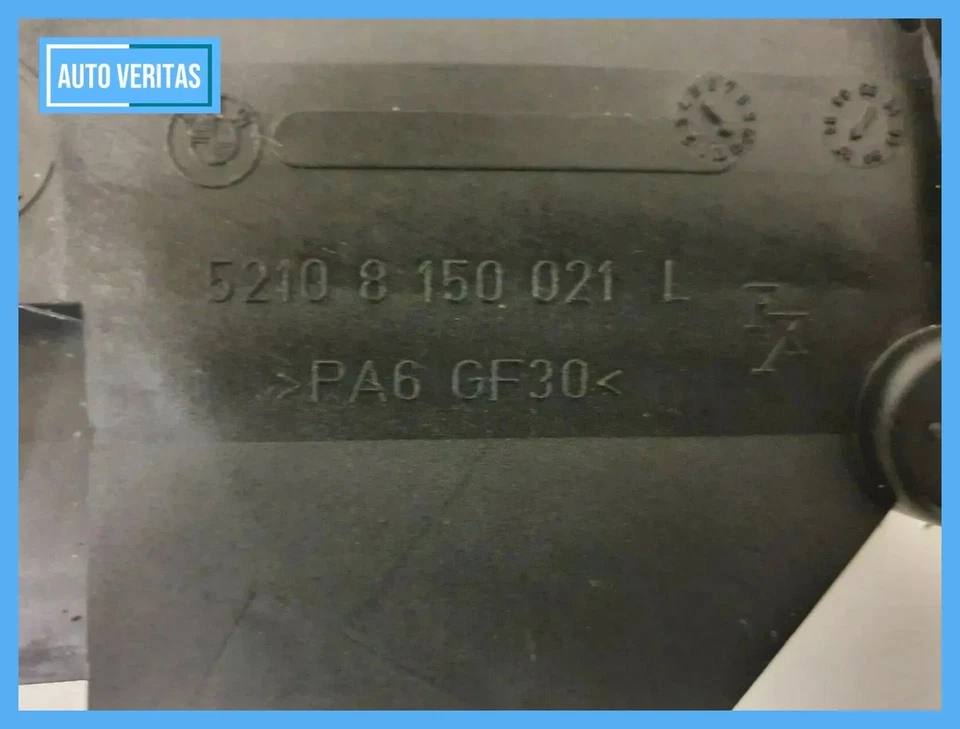 AUTO VERITAS
5210 8 150 021 L
>PA6 GF30<